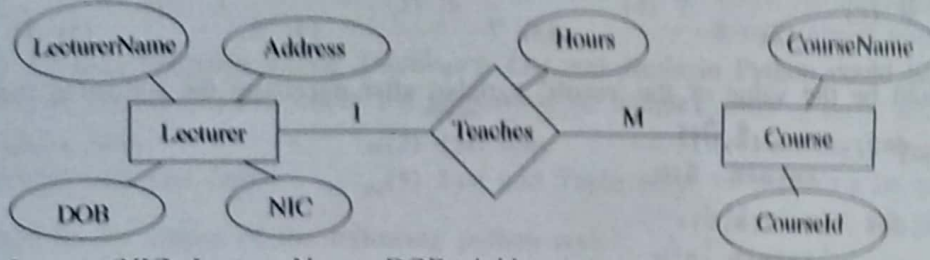 LecturerName
Address
Hours
CourseName
Lecturer
1
Teaches
M
Course
DOB
NIC
CourseId